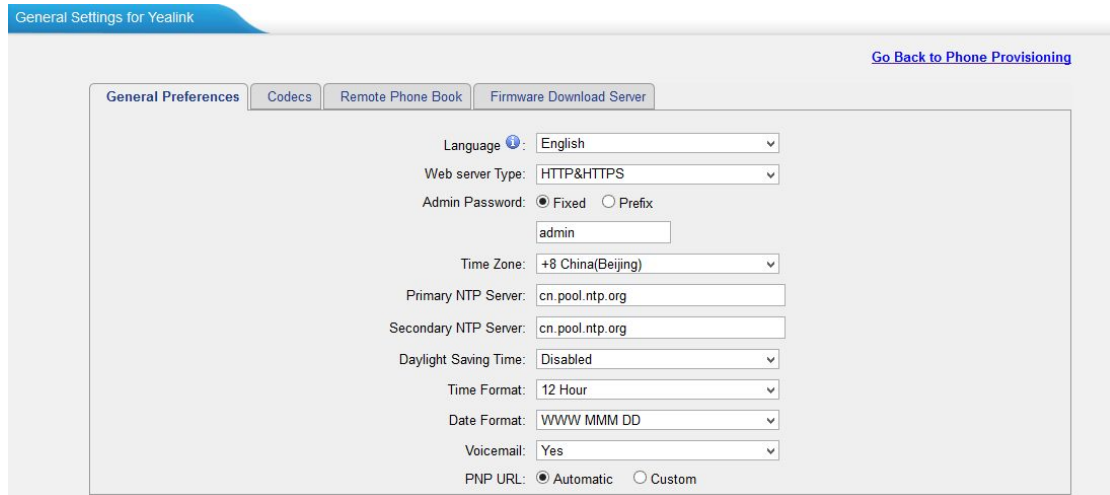 General Settings for Yealink
Go Back to Phone Provisioning
General Preferences Codecs Remote Phone Book Firmware Download Server
Language : English
Web server Type: HTTP&HTTPS
Admin Password: Fixed Prefix
admin
Time Zone: +8 China(Beijing)
Primary NTP Server: cn.pool.ntp.org
Secondary NTP Server: cn.pool.ntp.org
Daylight Saving Time: Disabled
Time Format: 12 Hour
Date Format: WWW MMM DD
Voicemail: Yes
PNP URL: Automatic Custom